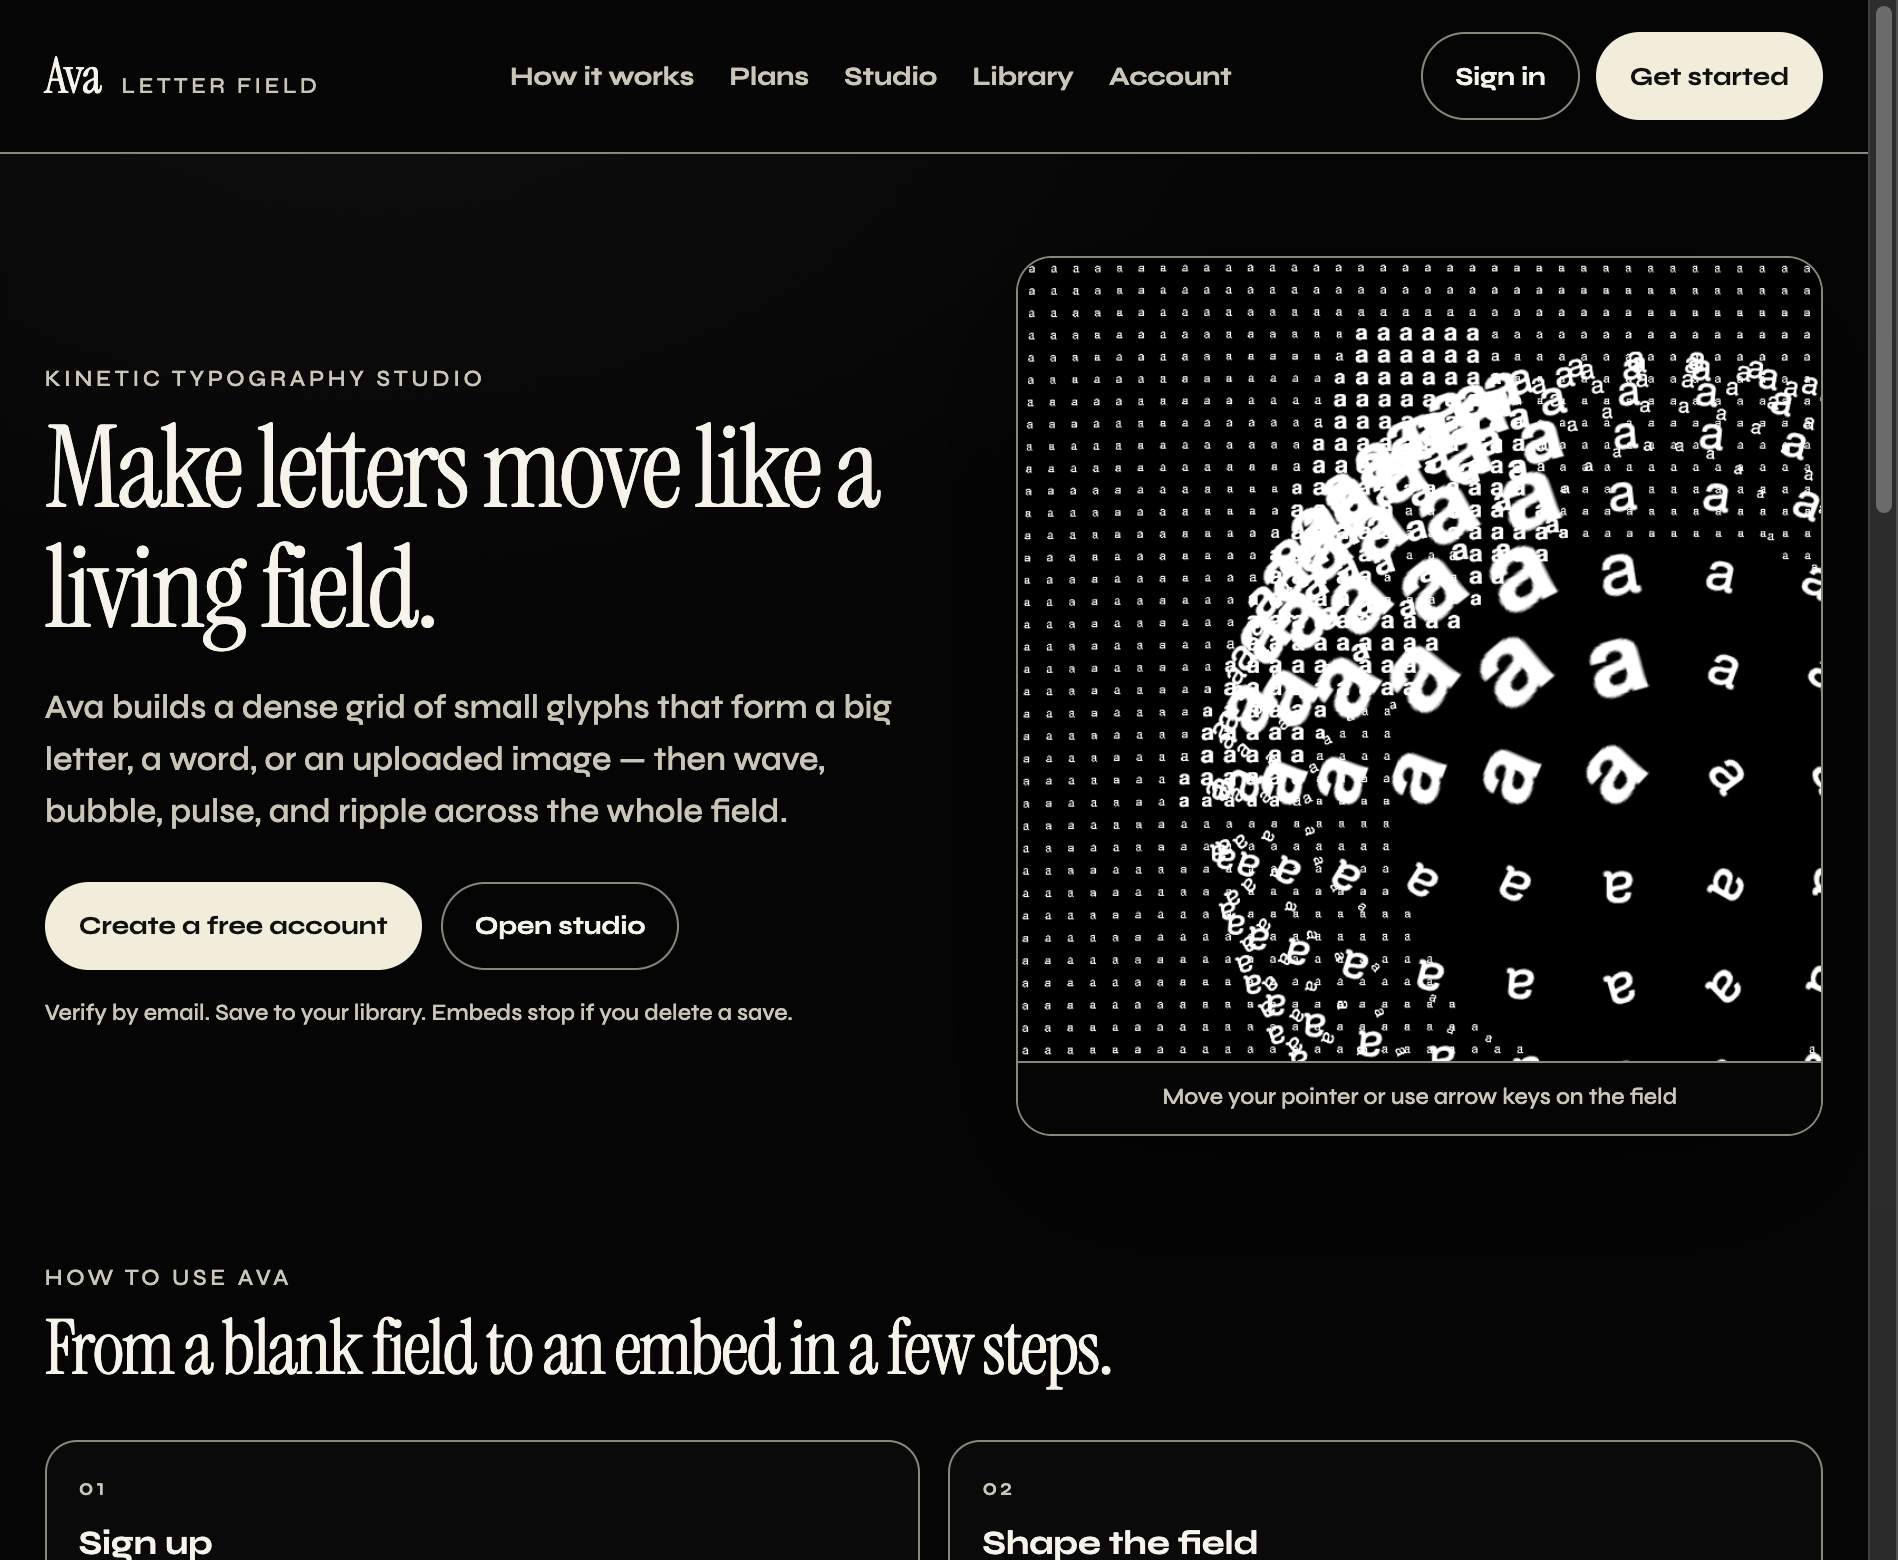 Ava LETTER FIELD
How it works Plans Studio Library Account
Sign in Get started
KINETIC TYPOGRAPHY STUDIO
Make letters move like a
living field.
Ava builds a dense grid of small glyphs that form a big
letter, a word, or an uploaded image — then wave,
bubble, pulse, and ripple across the whole field.
Create a free account Open studio
Verify by email. Save to your library. Embeds stop if you delete a save.
Move your pointer or use arrow keys on the field
HOW TO USE AVA
From a blank field to an embed in a few steps.
01
Sign up
02
Shape the field